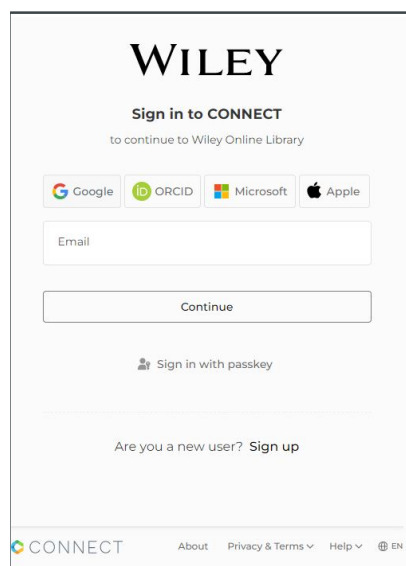 WILEY
Sign in to CONNECT
to continue to Wiley Online Library
Google iD ORCID Microsoft Apple
Email
Continue
Sign in with passkey
Are you a new user? Sign up
CONNECT About Privacy & Terms Help EN